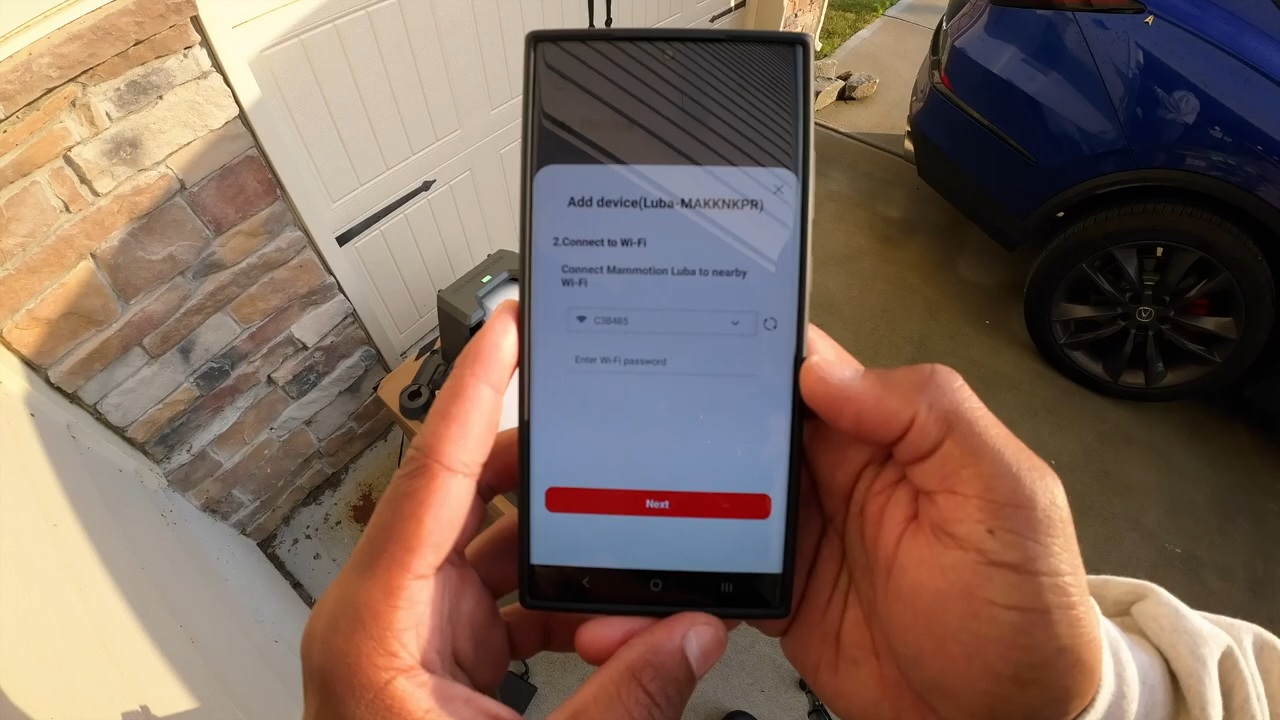 Add device(Luba-MAKKNKPR)
2.Connect to Wi-Fi
Connect Mammotion Luba to nearby
Wi-Fi
C3B485
Enter Wi-Fi password
Next